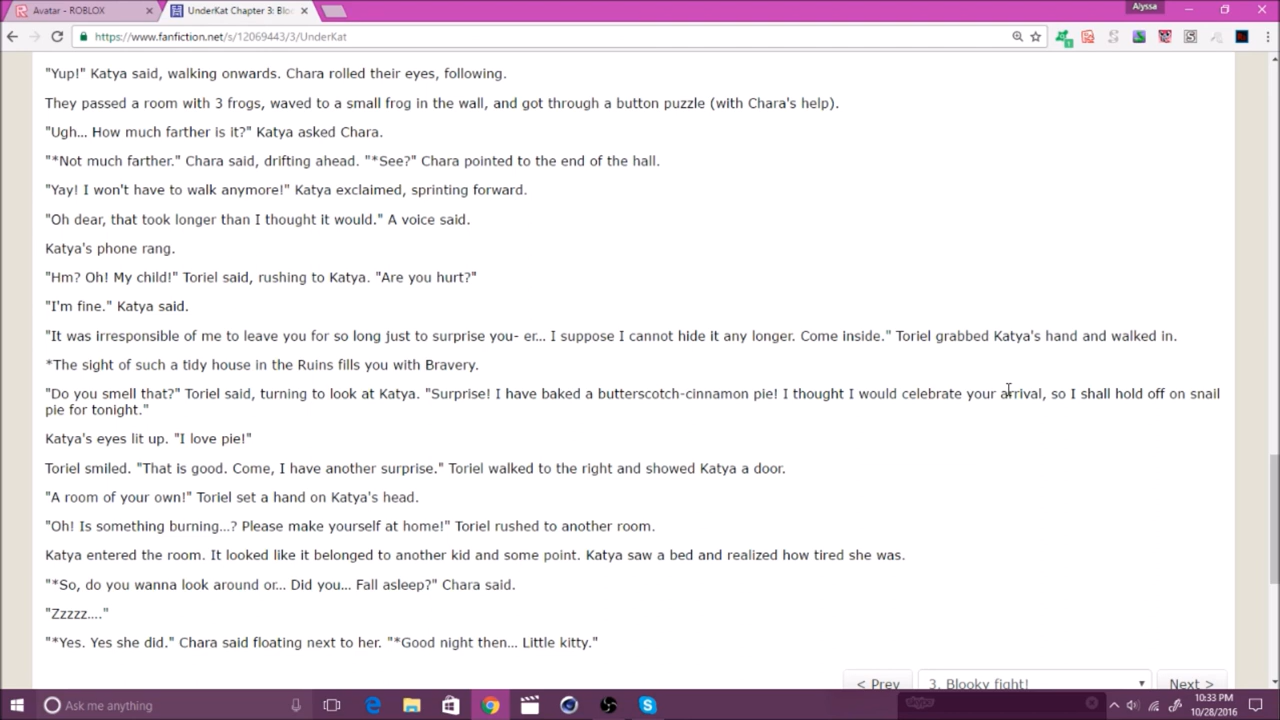 Avatar - ROBLOX
UnderKat Chapter 3: Bloo
Alyssa
https://www.fanfiction.net/s/12069443/3/UnderKat
"Yup!" Katya said, walking onwards. Chara rolled their eyes, following.
They passed a room with 3 frogs, waved to a small frog in the wall, and got through a button puzzle (with Chara's help).
"Ugh... How much farther is it?" Katya asked Chara.
"*Not much farther." Chara said, drifting ahead. "*See?" Chara pointed to the end of the hall.
"Yay! I won't have to walk anymore!" Katya exclaimed, sprinting forward.
"Oh dear, that took longer than I thought it would." A voice said.
Katya's phone rang.
"Hm? Oh! My child!" Toriel said, rushing to Katya. "Are you hurt?"
"I'm fine." Katya said.
"It was irresponsible of me to leave you for so long just to surprise you- er... I suppose I cannot hide it any longer. Come inside." Toriel grabbed Katya's hand and walked in.
*The sight of such a tidy house in the Ruins fills you with Bravery.
"Do you smell that?" Toriel said, turning to look at Katya. "Surprise! I have baked a butterscotch-cinnamon pie! I thought I would celebrate your arrival, so I shall hold off on snail
pie for tonight."
Katya's eyes lit up. "I love pie!"
Toriel smiled. "That is good. Come, I have another surprise." Toriel walked to the right and showed Katya a door.
"A room of your own!" Toriel set a hand on Katya's head.
"Oh! Is something burning...? Please make yourself at home!" Toriel rushed to another room.
Katya entered the room. It looked like it belonged to another kid and some point. Katya saw a bed and realized how tired she was.
"*So, do you wanna look around or... Did you... Fall asleep?" Chara said.
"Zzzzz...."
"*Yes. Yes she did." Chara said floating next to her. "*Good night then... Little kitty."
< Prev
3. Blooky fight!
Next >
Ask me anything
10:33 PM
10/28/2016